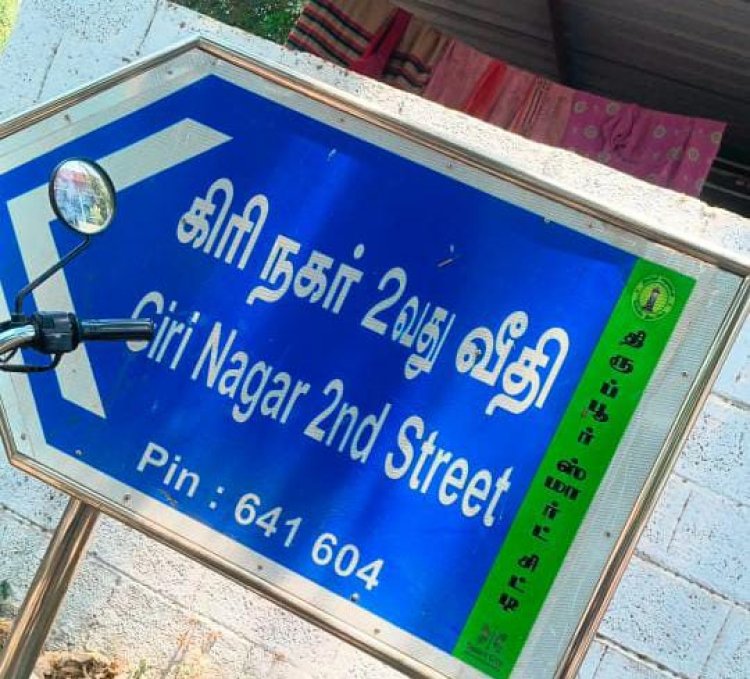 கிரி நகர் 2வது வீதி
Giri Nagar 2nd Street
Pin : 641 604
திருப்பூர் ஸ்மார்ட் சிட்டி